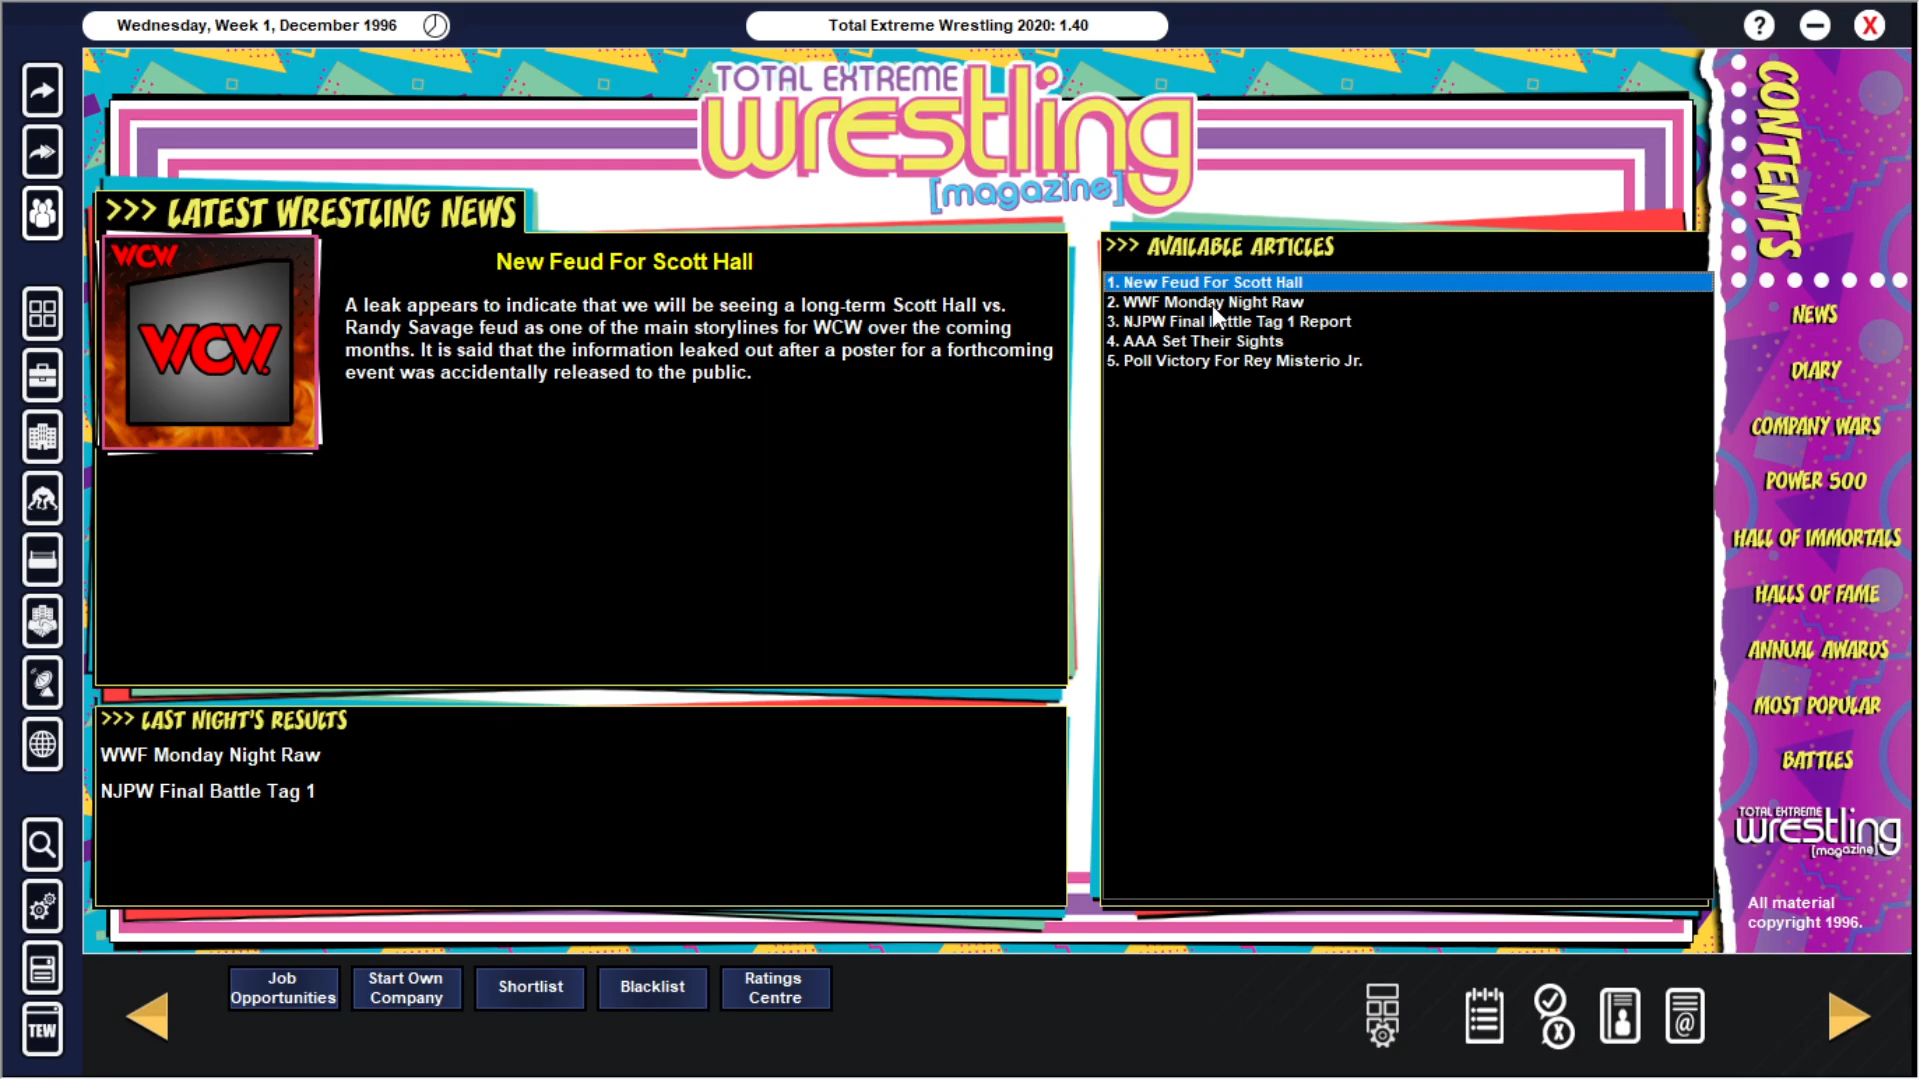 Wednesday, Week 1, December 1996
Total Extreme Wrestling 2020: 1.40
?
X
TOTAL EXTREME
wrestling
[magazine]
>>> LATEST WRESTLING NEWS
WCW
WCW
New Feud For Scott Hall
A leak appears to indicate that we will be seeing a long-term Scott Hall vs.
Randy Savage feud as one of the main storylines for WCW over the coming
months. It is said that the information leaked out after a poster for a forthcoming
event was accidentally released to the public.
>>> LAST NIGHT'S RESULTS
WWF Monday Night Raw
NJPW Final Battle Tag 1
>>> AVAILABLE ARTICLES
1. New Feud For Scott Hall
2. WWF Monday Night Raw
3. NJPW Final Battle Tag 1 Report
4. AAA Set Their Sights
5. Poll Victory For Rey Misterio Jr.
CONTENTS
NEWS
DIARY
COMPANY WARS
POWER 500
HALL OF IMMORTALS
HALLS OF FAME
ANNUAL AWARDS
MOST POPULAR
BATTLES
TOTAL EXTREME
wrestling
[magazine]
All material
copyright 1996.
TEW
Job
Opportunities
Start Own
Company
Shortlist
Blacklist
Ratings
Centre
X
@